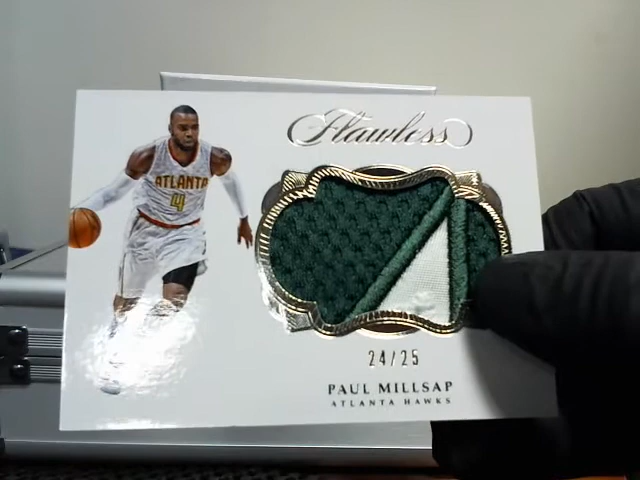 Flawless
ATLANTA
4
24/25
PAUL MILLSAP
ATLANTA HAWKS